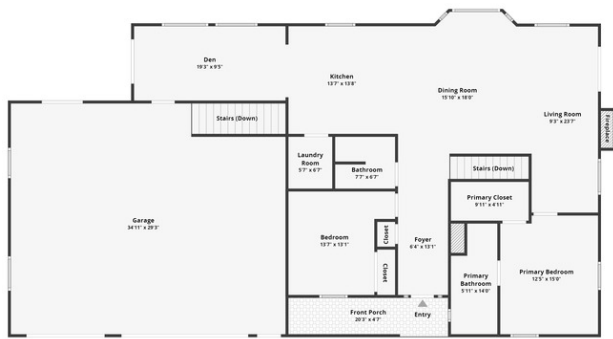 Den
19'3" x 9'5"
Kitchen
13'7" x 13'8"
Dining Room
15'10" x 18'0"
Living Room
9'3" x 23'7"
Fireplace
Stairs (Down)
Laundry
Room
5'7" x 6'7"
Bathroom
7'7" x 6'7"
Stairs (Down)
Primary Closet
9'11" x 4'11"
Garage
34'11" x 29'3"
Bedroom
13'7" x 13'1"
Closet
Closet
Foyer
6'4" x 13'1"
Primary
Bathroom
5'11" x 14'0"
Primary Bedroom
12'5" x 15'0"
Front Porch
20'3" x 4'7"
Entry